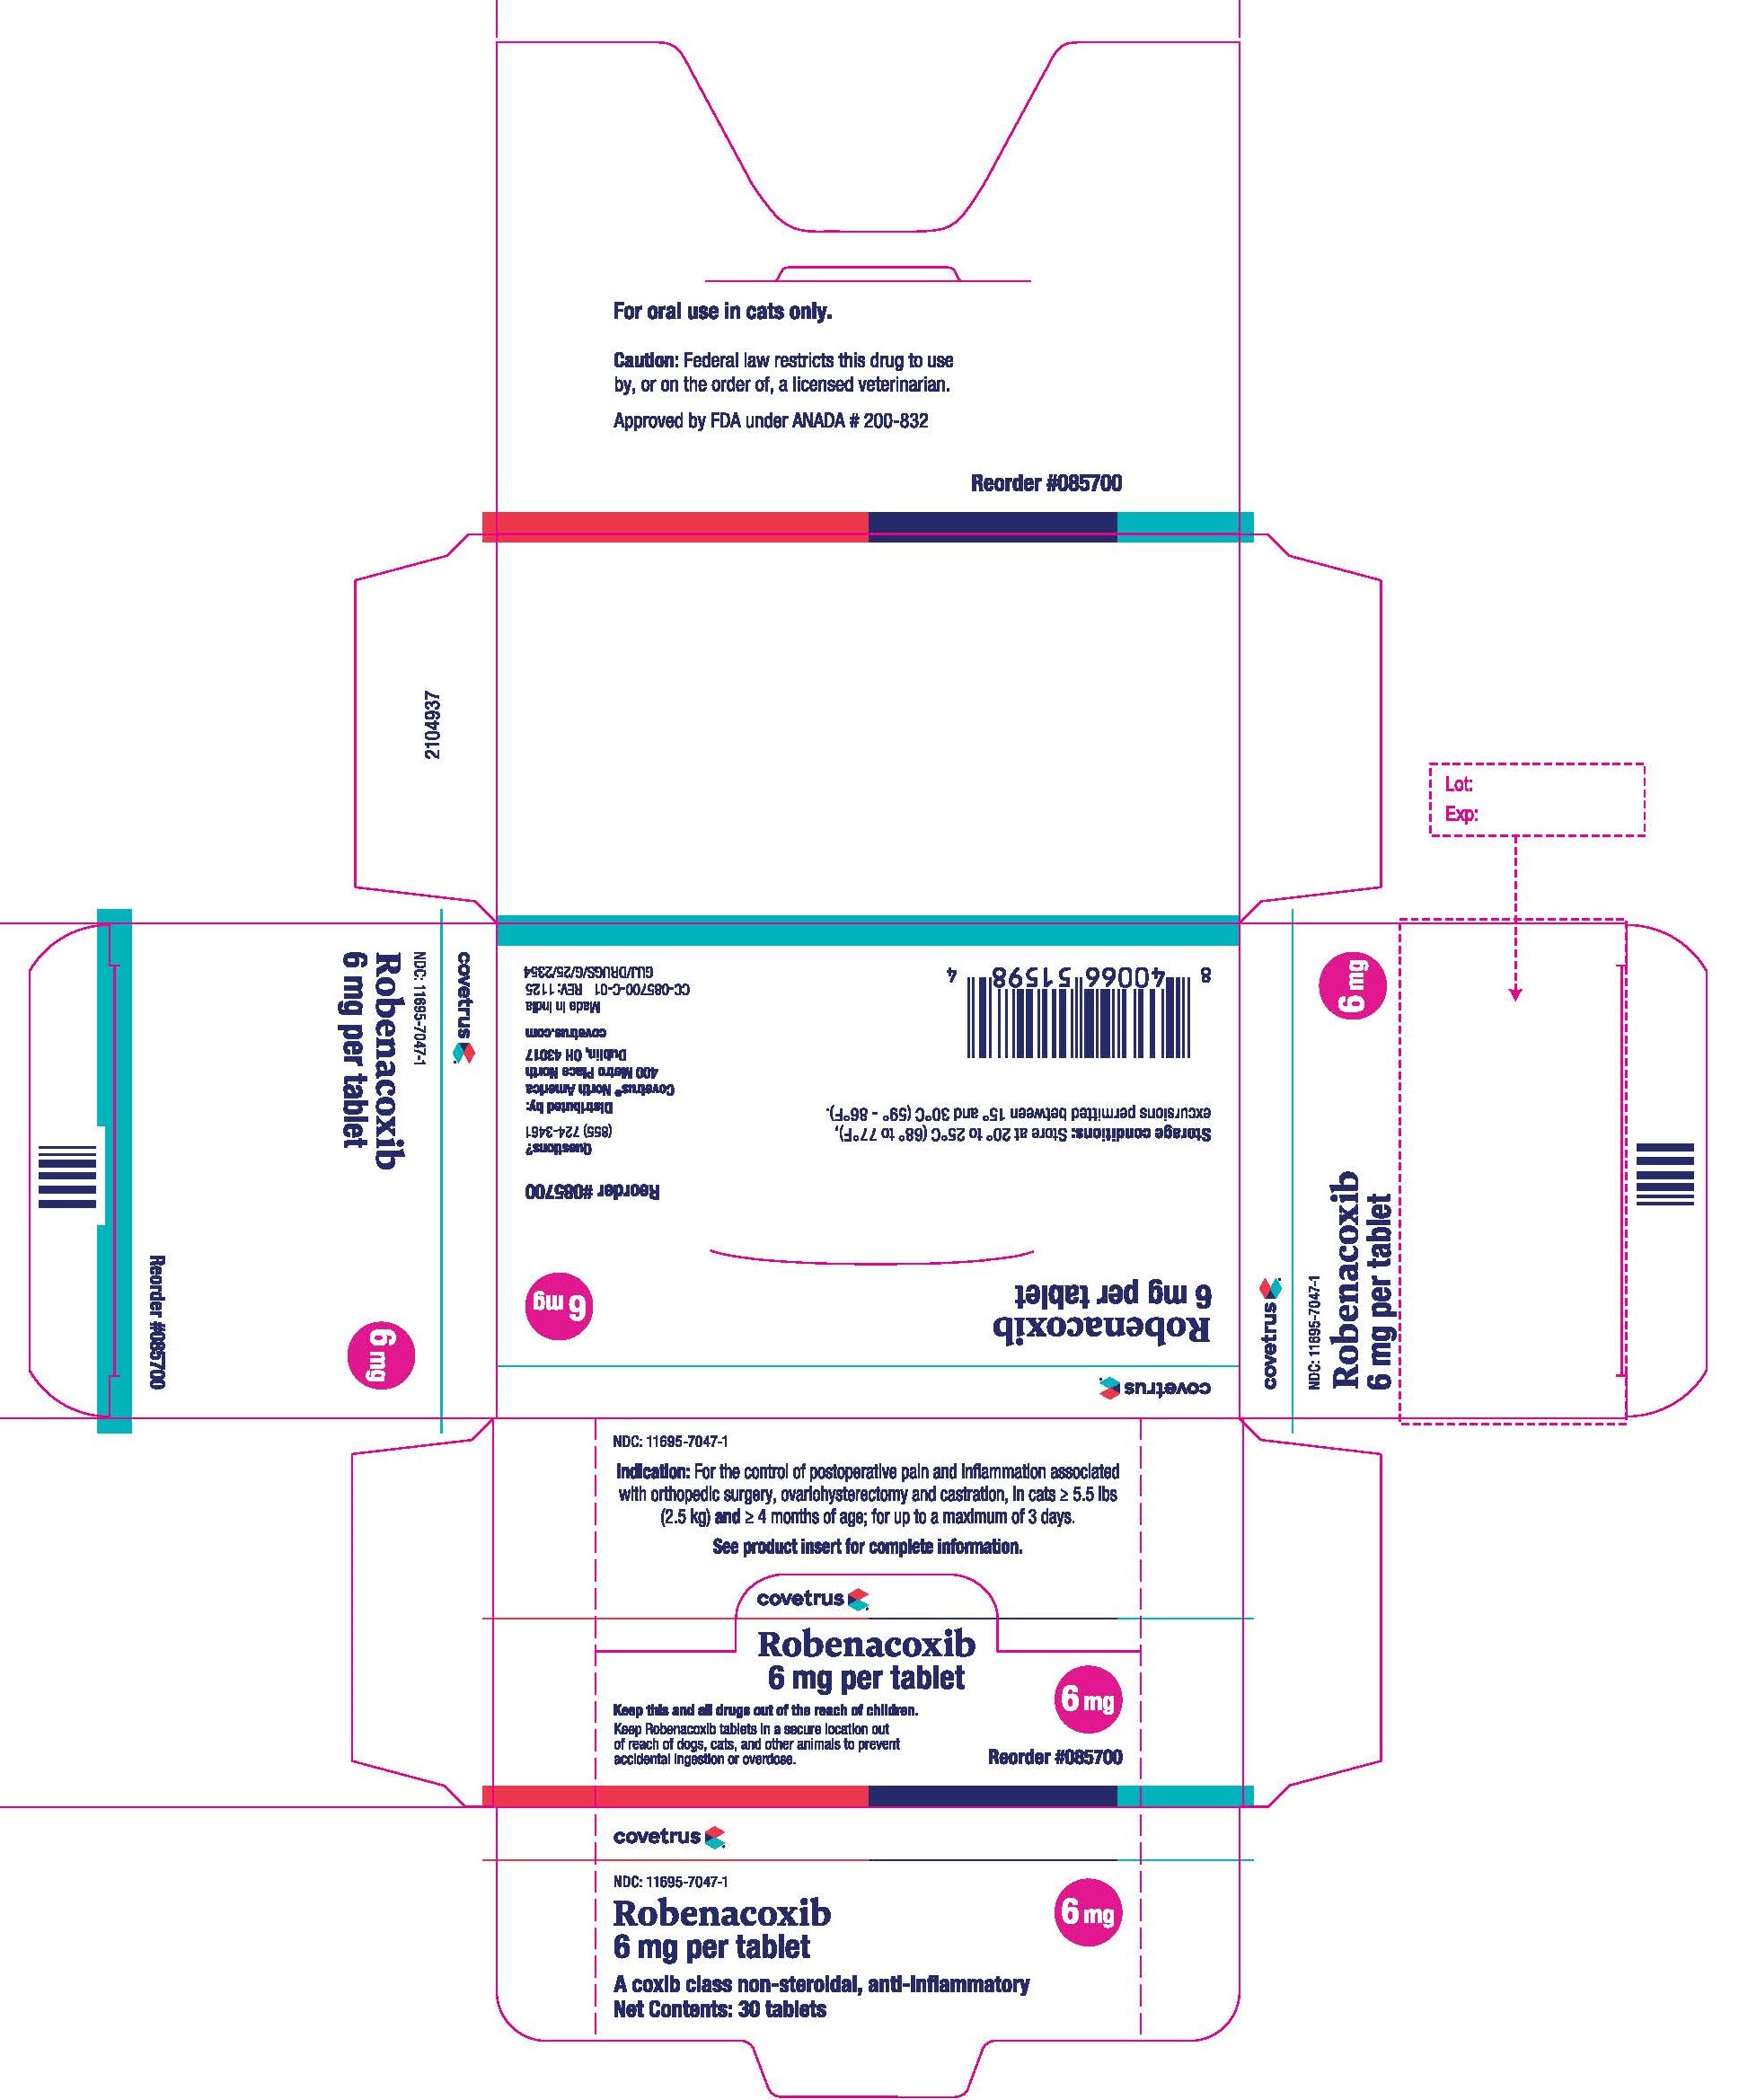 For oral use in cats only.
Caution: Federal law restricts this drug to use
by, or on the order of, a licensed veterinarian.
Approved by FDA under ANADA # 200-832
Reorder #085700
2104937
Lot:
Exp:
covetrus
NDC: 11695-7047-1
Robenacoxib
6 mg per tablet
6 mg
Reorder #085700
covetrus
Robenacoxib
6 mg per tablet
6 mg
Reorder #085700
Storage conditions: Store at 20° to 25°C (68° to 77°F),
excursions permitted between 15° and 30°C (59° - 86°F).
Questions?
(855) 724-3461
Distributed by:
Covetrus® North America
400 Metro Place North
Dublin, OH 43017
covetrus.com
Made in India
CC-085700-C-01 REV: 1125
GUJ/DRUGS/G/25/2354
8 40066 51598 4
covetrus
NDC: 11695-7047-1
Robenacoxib
6 mg per tablet
6 mg
NDC: 11695-7047-1
Indication: For the control of postoperative pain and inflammation associated
with orthopedic surgery, ovariohysterectomy and castration, in cats ≥ 5.5 lbs
(2.5 kg) and ≥ 4 months of age; for up to a maximum of 3 days.
See product insert for complete information.
covetrus
Robenacoxib
6 mg per tablet
6 mg
Keep this and all drugs out of the reach of children.
Keep Robenacoxib tablets in a secure location out
of reach of dogs, cats, and other animals to prevent
accidental ingestion or overdose.
Reorder #085700
covetrus
NDC: 11695-7047-1
Robenacoxib
6 mg per tablet
6 mg
A coxib class non-steroidal, anti-inflammatory
Net Contents: 30 tablets